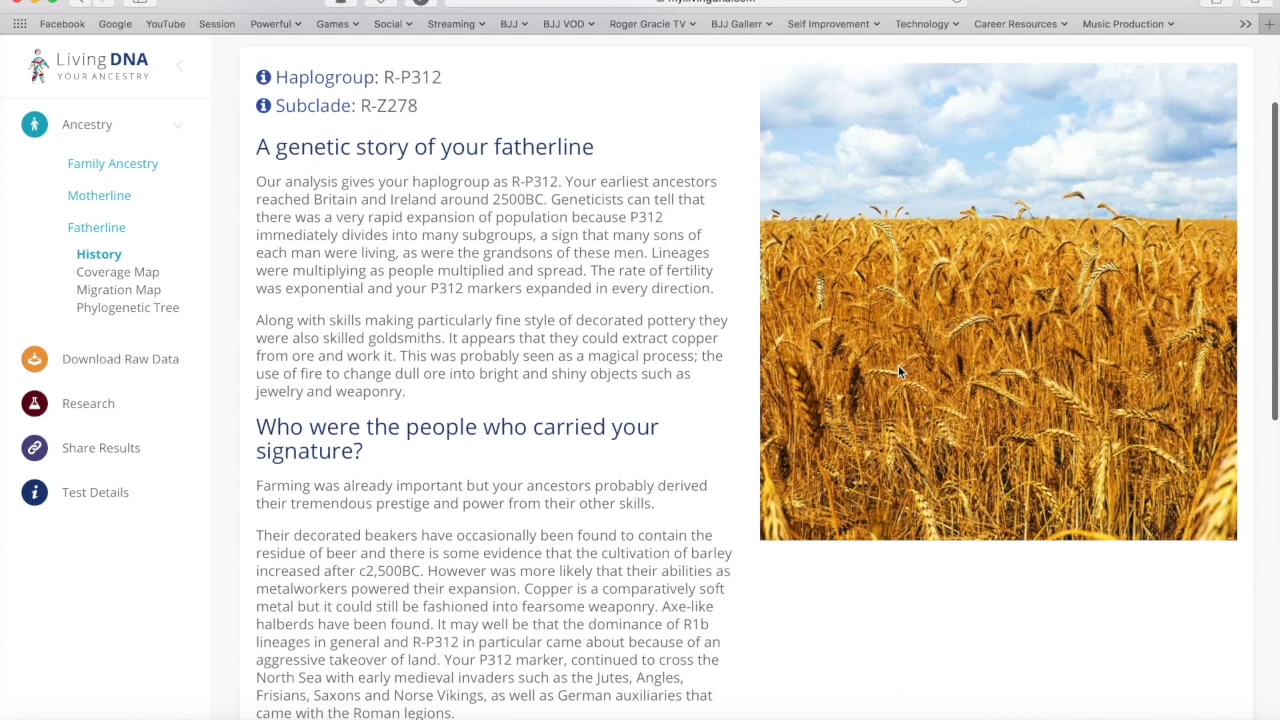 mylivingdna.com
Facebook Google YouTube Session Powerful Games Social Streaming BJJ BJJ VOD Roger Gracie TV BJJ Gallerr Self Improvement Technology Career Resources Music Production
Living DNA
YOUR ANCESTRY
Ancestry
Family Ancestry
Motherline
Fatherline
History
Coverage Map
Migration Map
Phylogenetic Tree
Download Raw Data
Research
Share Results
Test Details
Haplogroup: R-P312
Subclade: R-Z278
A genetic story of your fatherline
Our analysis gives your haplogroup as R-P312. Your earliest ancestors
reached Britain and Ireland around 2500BC. Geneticists can tell that
there was a very rapid expansion of population because P312
immediately divides into many subgroups, a sign that many sons of
each man were living, as were the grandsons of these men. Lineages
were multiplying as people multiplied and spread. The rate of fertility
was exponential and your P312 markers expanded in every direction.
Along with skills making particularly fine style of decorated pottery they
were also skilled goldsmiths. It appears that they could extract copper
from ore and work it. This was probably seen as a magical process; the
use of fire to change dull ore into bright and shiny objects such as
jewelry and weaponry.
Who were the people who carried your
signature?
Farming was already important but your ancestors probably derived
their tremendous prestige and power from their other skills.
Their decorated beakers have occasionally been found to contain the
residue of beer and there is some evidence that the cultivation of barley
increased after c2,500BC. However was more likely that their abilities as
metalworkers powered their expansion. Copper is a comparatively soft
metal but it could still be fashioned into fearsome weaponry. Axe-like
halberds have been found. It may well be that the dominance of R1b
lineages in general and R-P312 in particular came about because of an
aggressive takeover of land. Your P312 marker, continued to cross the
North Sea with early medieval invaders such as the Jutes, Angles,
Frisians, Saxons and Norse Vikings, as well as German auxiliaries that
came with the Roman legions.